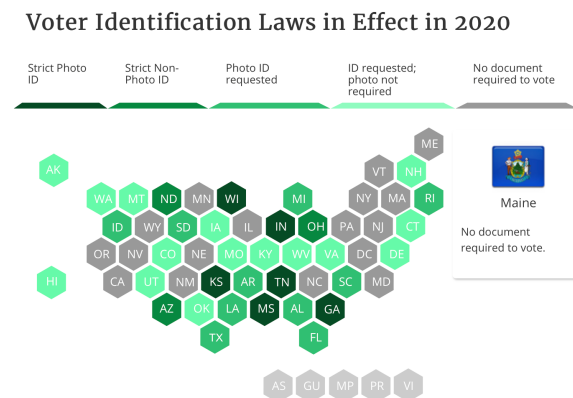 Voter Identification Laws in Effect in 2020
Strict Photo
ID
Strict Non-
Photo ID
Photo ID
requested
ID requested;
photo not
required
No document
required to vote
ME
AK
VT
NH
WA
MT
ND
MN
WI
MI
NY
MA
RI
ID
WY
SD
IA
IL
IN
OH
PA
NJ
CT
OR
NV
CO
NE
MO
KY
WV
VA
DC
DE
HI
CA
UT
NM
KS
AR
TN
NC
SC
MD
AZ
OK
LA
MS
AL
GA
TX
FL
AS
GU
MP
PR
VI
Maine
No document
required to vote.